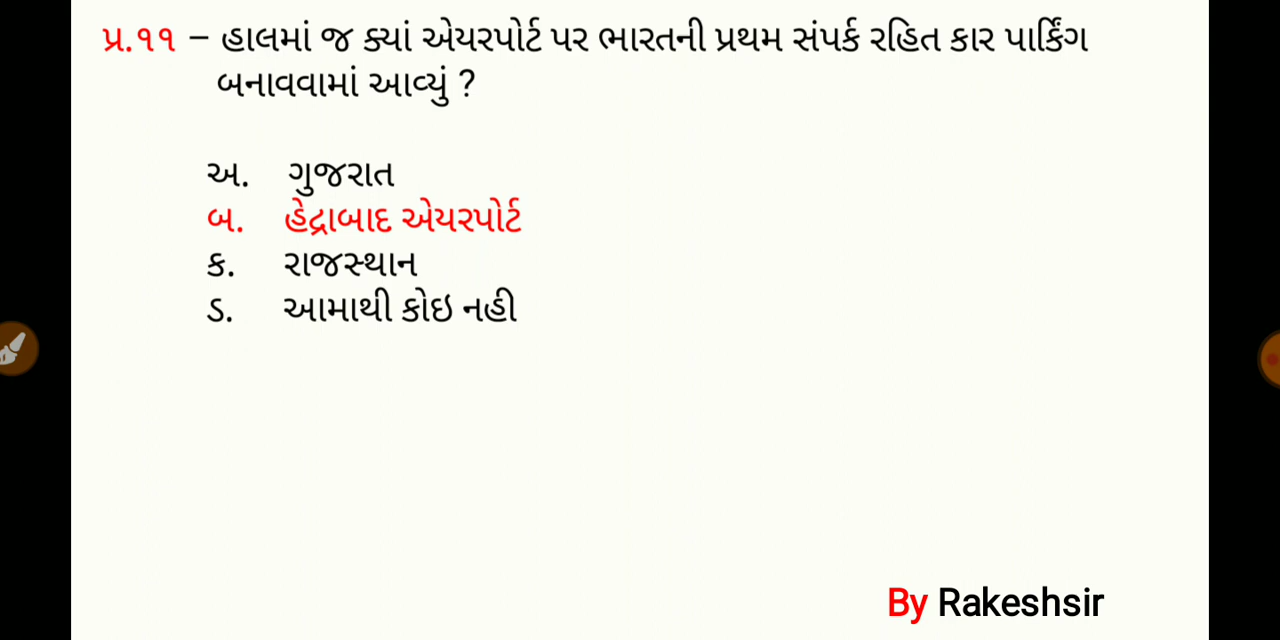 પ્ર.૧૧ – હાલમાં જ ક્યાં એયરપોર્ટ પર ભારતની પ્રથમ સંપર્ક રહિત કાર પાર્કિંગ
બનાવવામાં આવ્યું ?
અ. ગુજરાત
બ. હેદ્રાબાદ એયરપોર્ટ
ક. રાજસ્થાન
ડ. આમાથી કોઇ નહી
By Rakeshsir